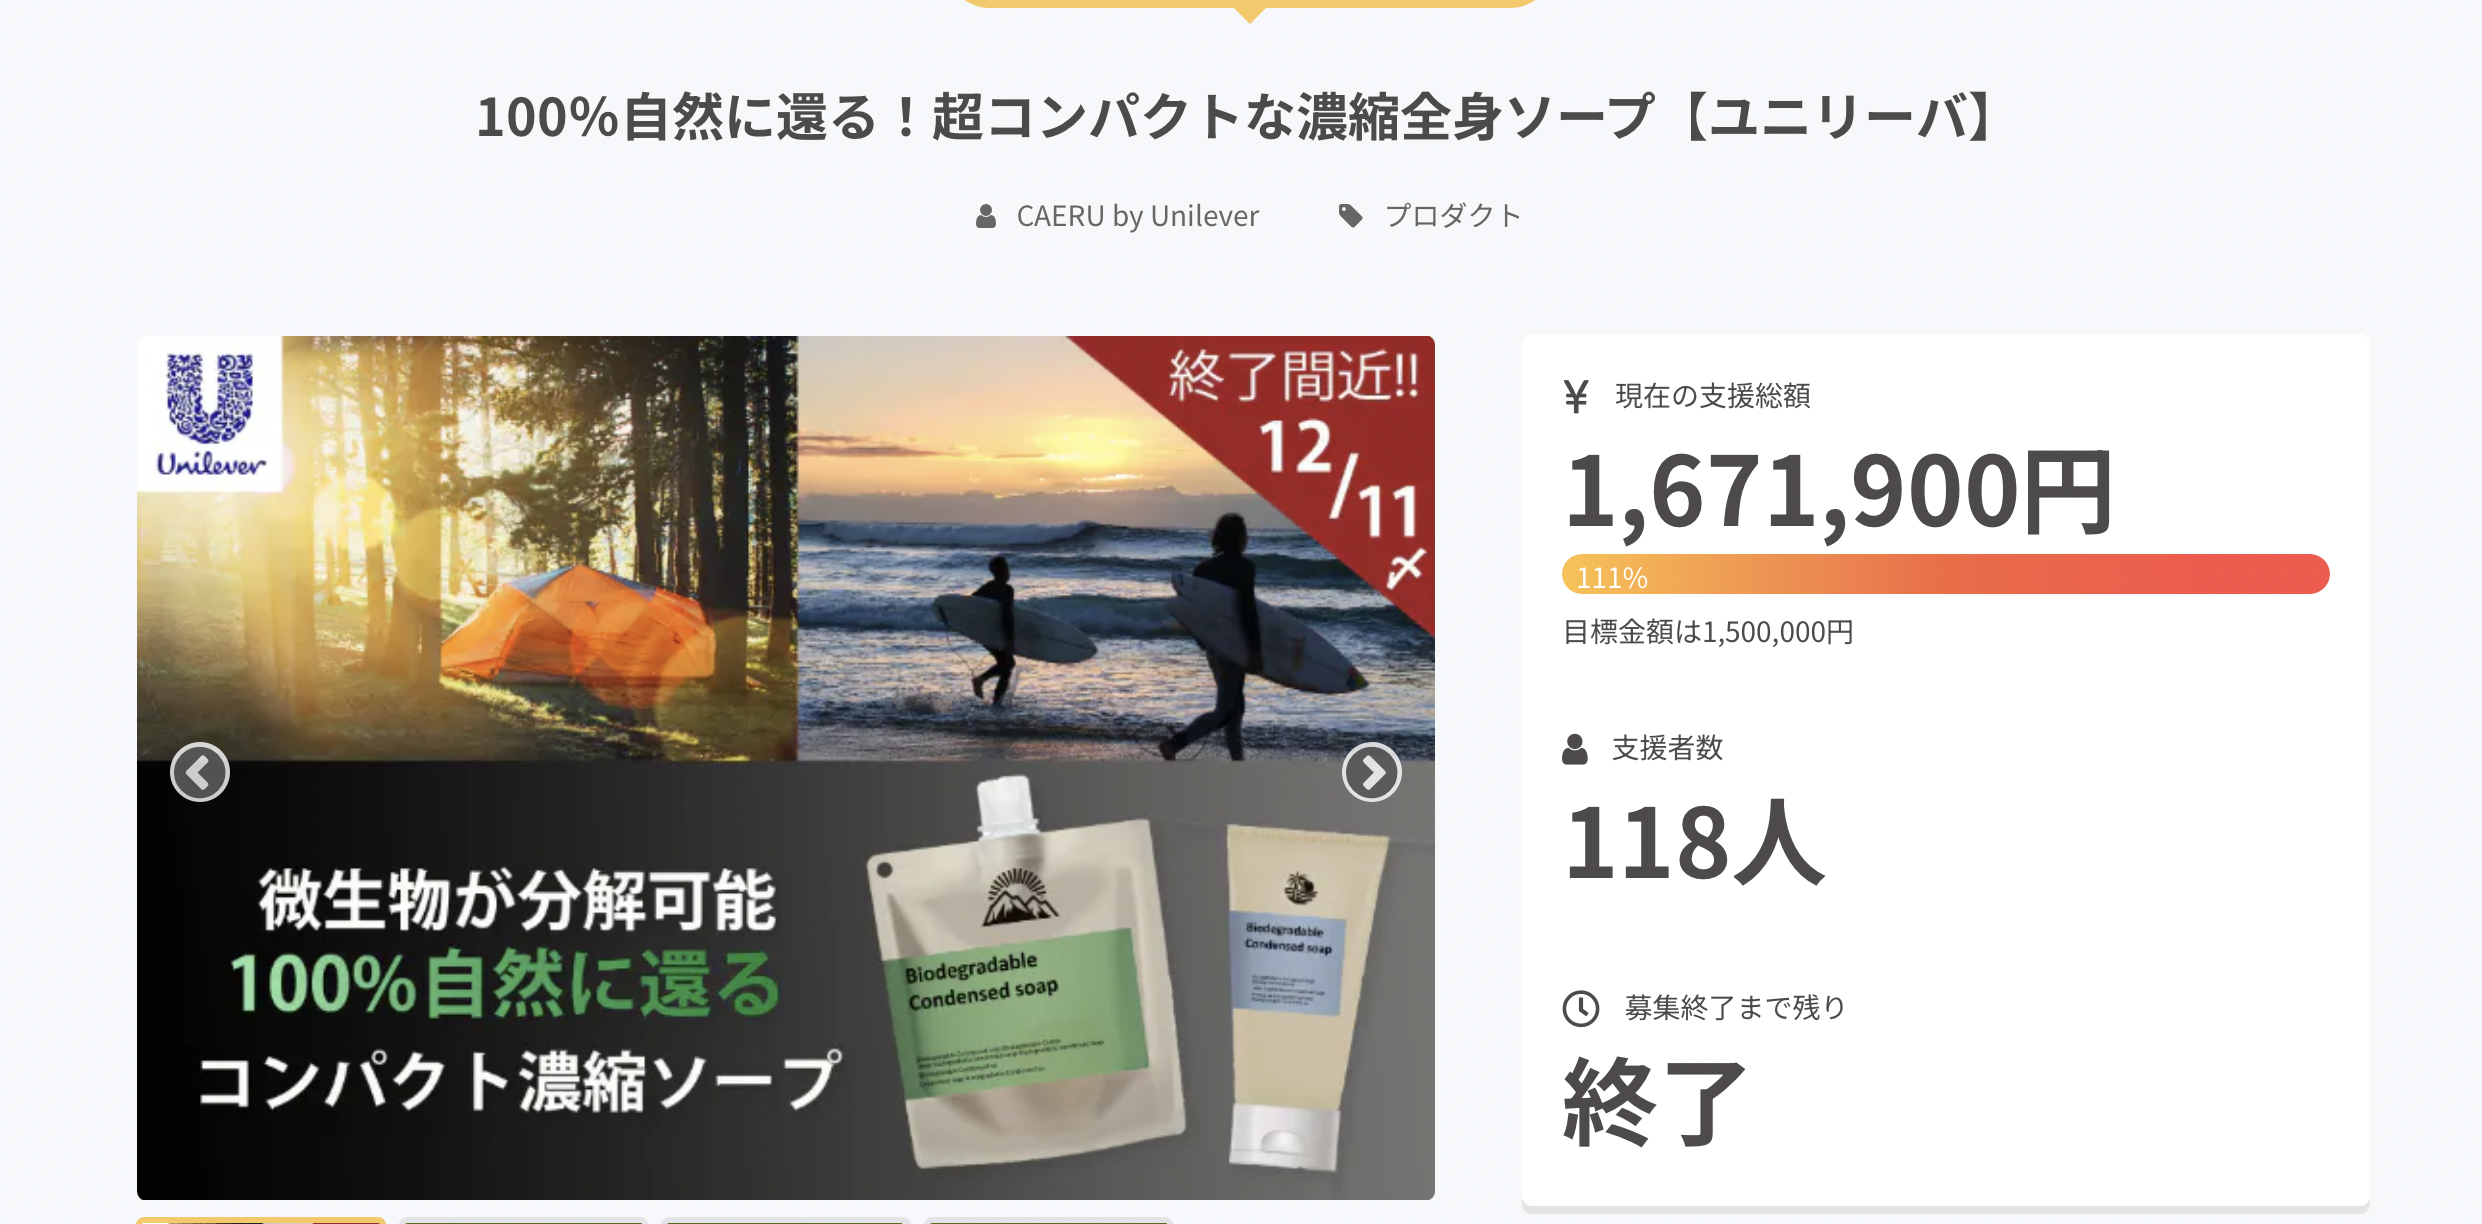 100%自然に還る！超コンパクトな濃縮全身ソープ【ユニリーバ】
CAERU by Unilever
プロダクト
Unilever
終了間近!!
12/11
〆
微生物が分解可能
100%自然に還る
コンパクト濃縮ソープ
Biodegradable
Condensed soap
Biodegradable
Condensed soap
¥ 現在の支援総額
1,671,900円
111%
目標金額は1,500,000円
支援者数
118人
募集終了まで残り
終了